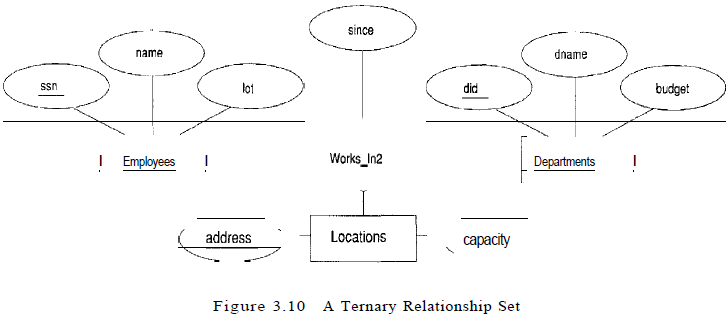 since
name
dname
ssn
lot
did
budget
Employees
Works_In2
Departments
address
Locations
capacity
Figure 3.10 A Ternary Relationship Set